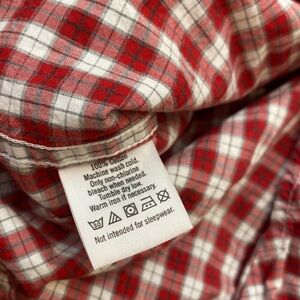 100% Cotton
Machine wash cold.
Only non-chlorine
bleach when needed.
Tumble dry low.
Warm iron if necessary.
Not intended for sleepwear.